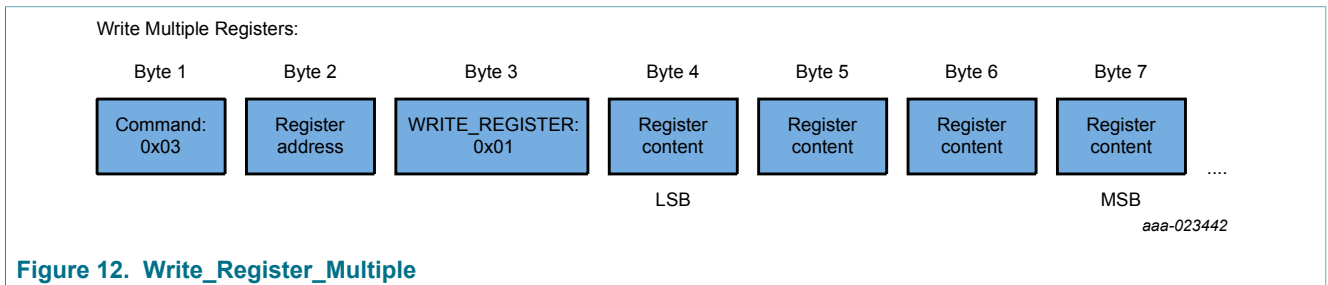 Write Multiple Registers:
Byte 1 Byte 2 Byte 3 Byte 4 Byte 5 Byte 6 Byte 7
Command: Register WRITE_REGISTER: Register Register Register Register
0x03 address 0x01 content content content content
....
LSB MSB
aaa-023442
Figure 12. Write_Register_Multiple